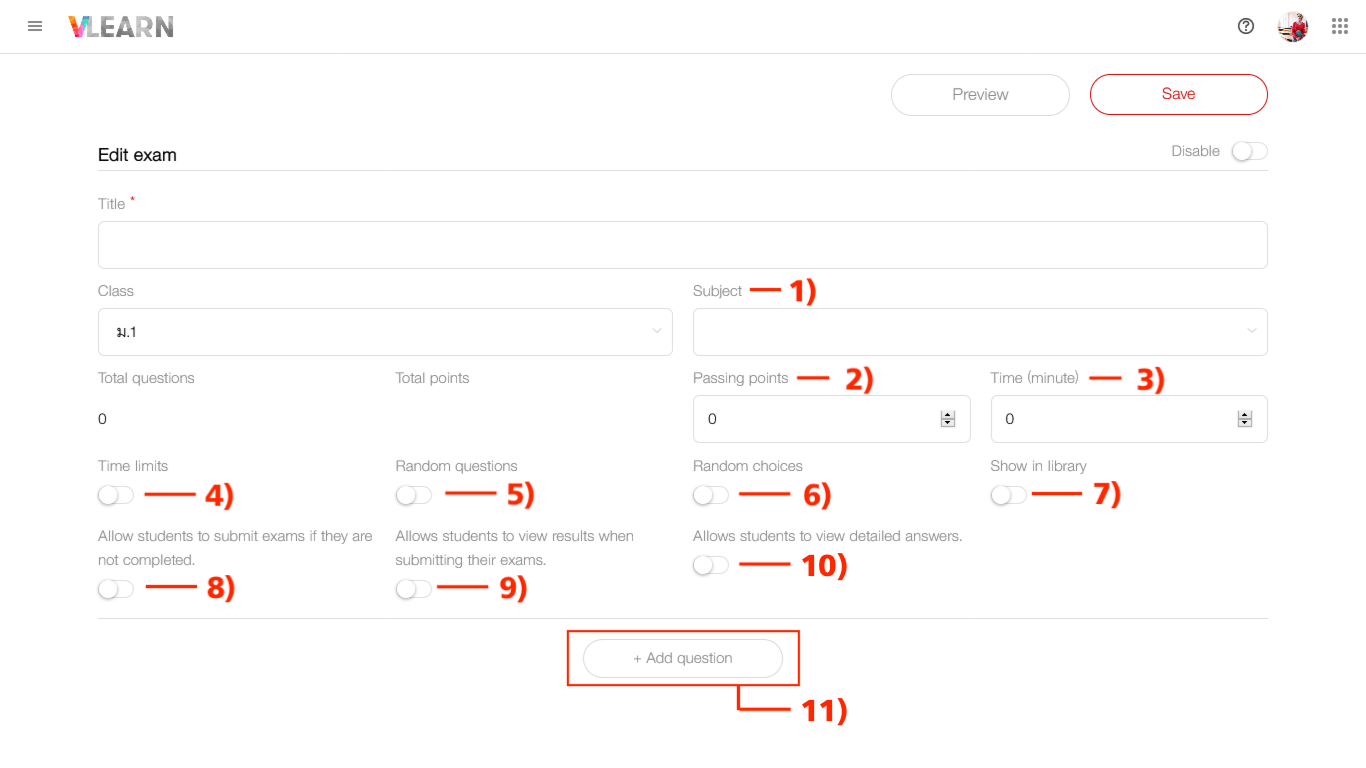 VLEARN
Preview
Save
Edit exam
Disable
Title *
Class
Subject 1)
ม.1
Total questions
Total points
Passing points 2)
Time (minute) 3)
0
0
0
Time limits
Random questions
Random choices
Show in library
4)
5)
6)
7)
Allow students to submit exams if they are
not completed.
8)
Allows students to view results when
submitting their exams.
9)
Allows students to view detailed answers.
10)
+ Add question
11)